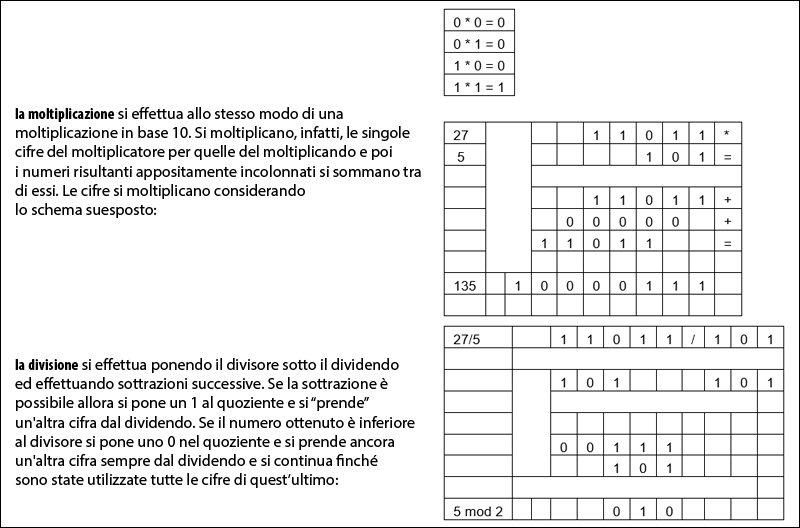 0 * 0 = 0
0 * 1 = 0
1 * 0 = 0
1 * 1 = 1
la moltiplicazione si effettua allo stesso modo di una
moltiplicazione in base 10. Si moltiplicano, infatti, le singole
cifre del moltiplicatore per quelle del moltiplicando e poi
i numeri risultanti appositamente incolonnati si sommano tra
di essi. Le cifre si moltiplicano considerando
lo schema suesposto:
27 1 1 0 1 1 *
5 1 0 1 =
1 1 0 1 1 +
0 0 0 0 0 +
1 1 0 1 1 =
135 1 0 0 0 0 1 1 1
la divisione si effettua ponendo il divisore sotto il dividendo
ed effettuando sottrazioni successive. Se la sottrazione è
possibile allora si pone un 1 al quoziente e si “prende”
un'altra cifra dal dividendo. Se il numero ottenuto è inferiore
al divisore si pone uno 0 nel quoziente e si prende ancora
un'altra cifra sempre dal dividendo e si continua finché
sono state utilizzate tutte le cifre di quest’ultimo:
27/5 1 1 0 1 1 / 1 0 1
1 0 1 1 0 1
0 0 1 1 1
1 0 1
5 mod 2 0 1 0